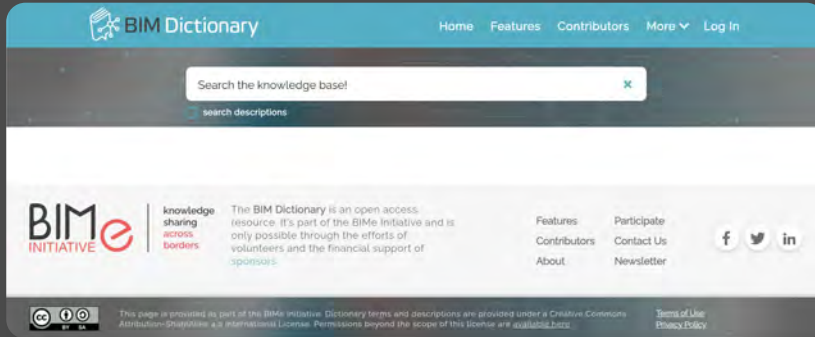 BIM Dictionary
Home Features Contributors More Log In
Search the knowledge base!
search descriptions
BIMe INITIATIVE
knowledge
sharing
across
borders
The BIM Dictionary is an open access
resource. It's part of the BIMe Initiative and is
only possible through the efforts of
volunteers and the financial support of
sponsors.
Features Participate
Contributors Contact Us
About Newsletter
f in
cc BY SA
This page is provided as part of the BIMe Initiative. Dictionary terms and descriptions are provided under a Creative Commons
Attribution-ShareAlike 4.0 International License. Permissions beyond the scope of this license are available here.
Terms of Use
Privacy Policy